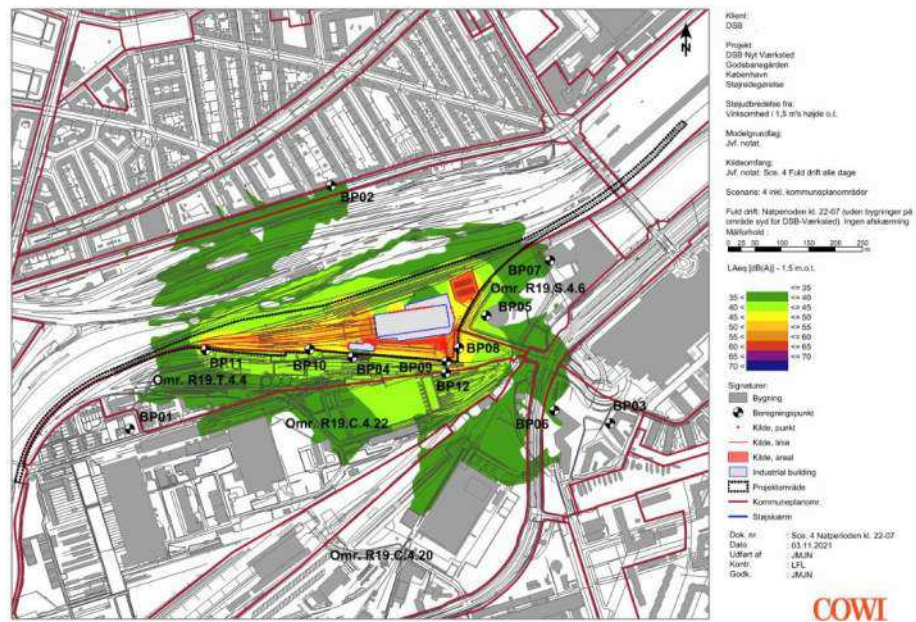 N
BP02
BP07
Omr. R19.S.4.6
BP05
BP11
BP10
BP04
BP09
BP08
BP12
Omr. R19.T.4.4
BP01
Omr. R19.C.4.22
BP06
BP03
Omr. R19.C.4.20
Klient:
DSB
Projekt:
DSB Nyt Værksted
Godsbanegården
København
Støjredegørelse
Støjudbredelse fra:
Virksomhed i 1,5 m's højde o.t.
Modelgrundlag:
Jvf. notat.
Kildeomfang:
Jvf. notat: Sce. 4 Fuld drift alle dage
Scenarie: 4 inkl. kommuneplanområder
Fuld drift: Natperioden kl. 22-07 (uden bygninger på
område syd for DSB-Værksted). Ingen afskærmning
Målforhold :
0 25 50 100 150 200 250
m
LAeq [dB(A)] - 1,5 m.o.t.
<= 35
35 < <= 40
40 < <= 45
45 < <= 50
50 < <= 55
55 < <= 60
60 < <= 65
65 < <= 70
70 <
Signaturer:
Bygning
Beregningspunkt
Kilde, punkt
Kilde, linie
Kilde, areal
Industrial building
Projektområde
Kommuneplanomr.
Støjskærm
Dok. nr. : Sce. 4 Natperioden kl. 22-07
Dato : 03.11.2021
Udført af : JMJN
Kontr. : LFL
Godk. : JMJN
COWI